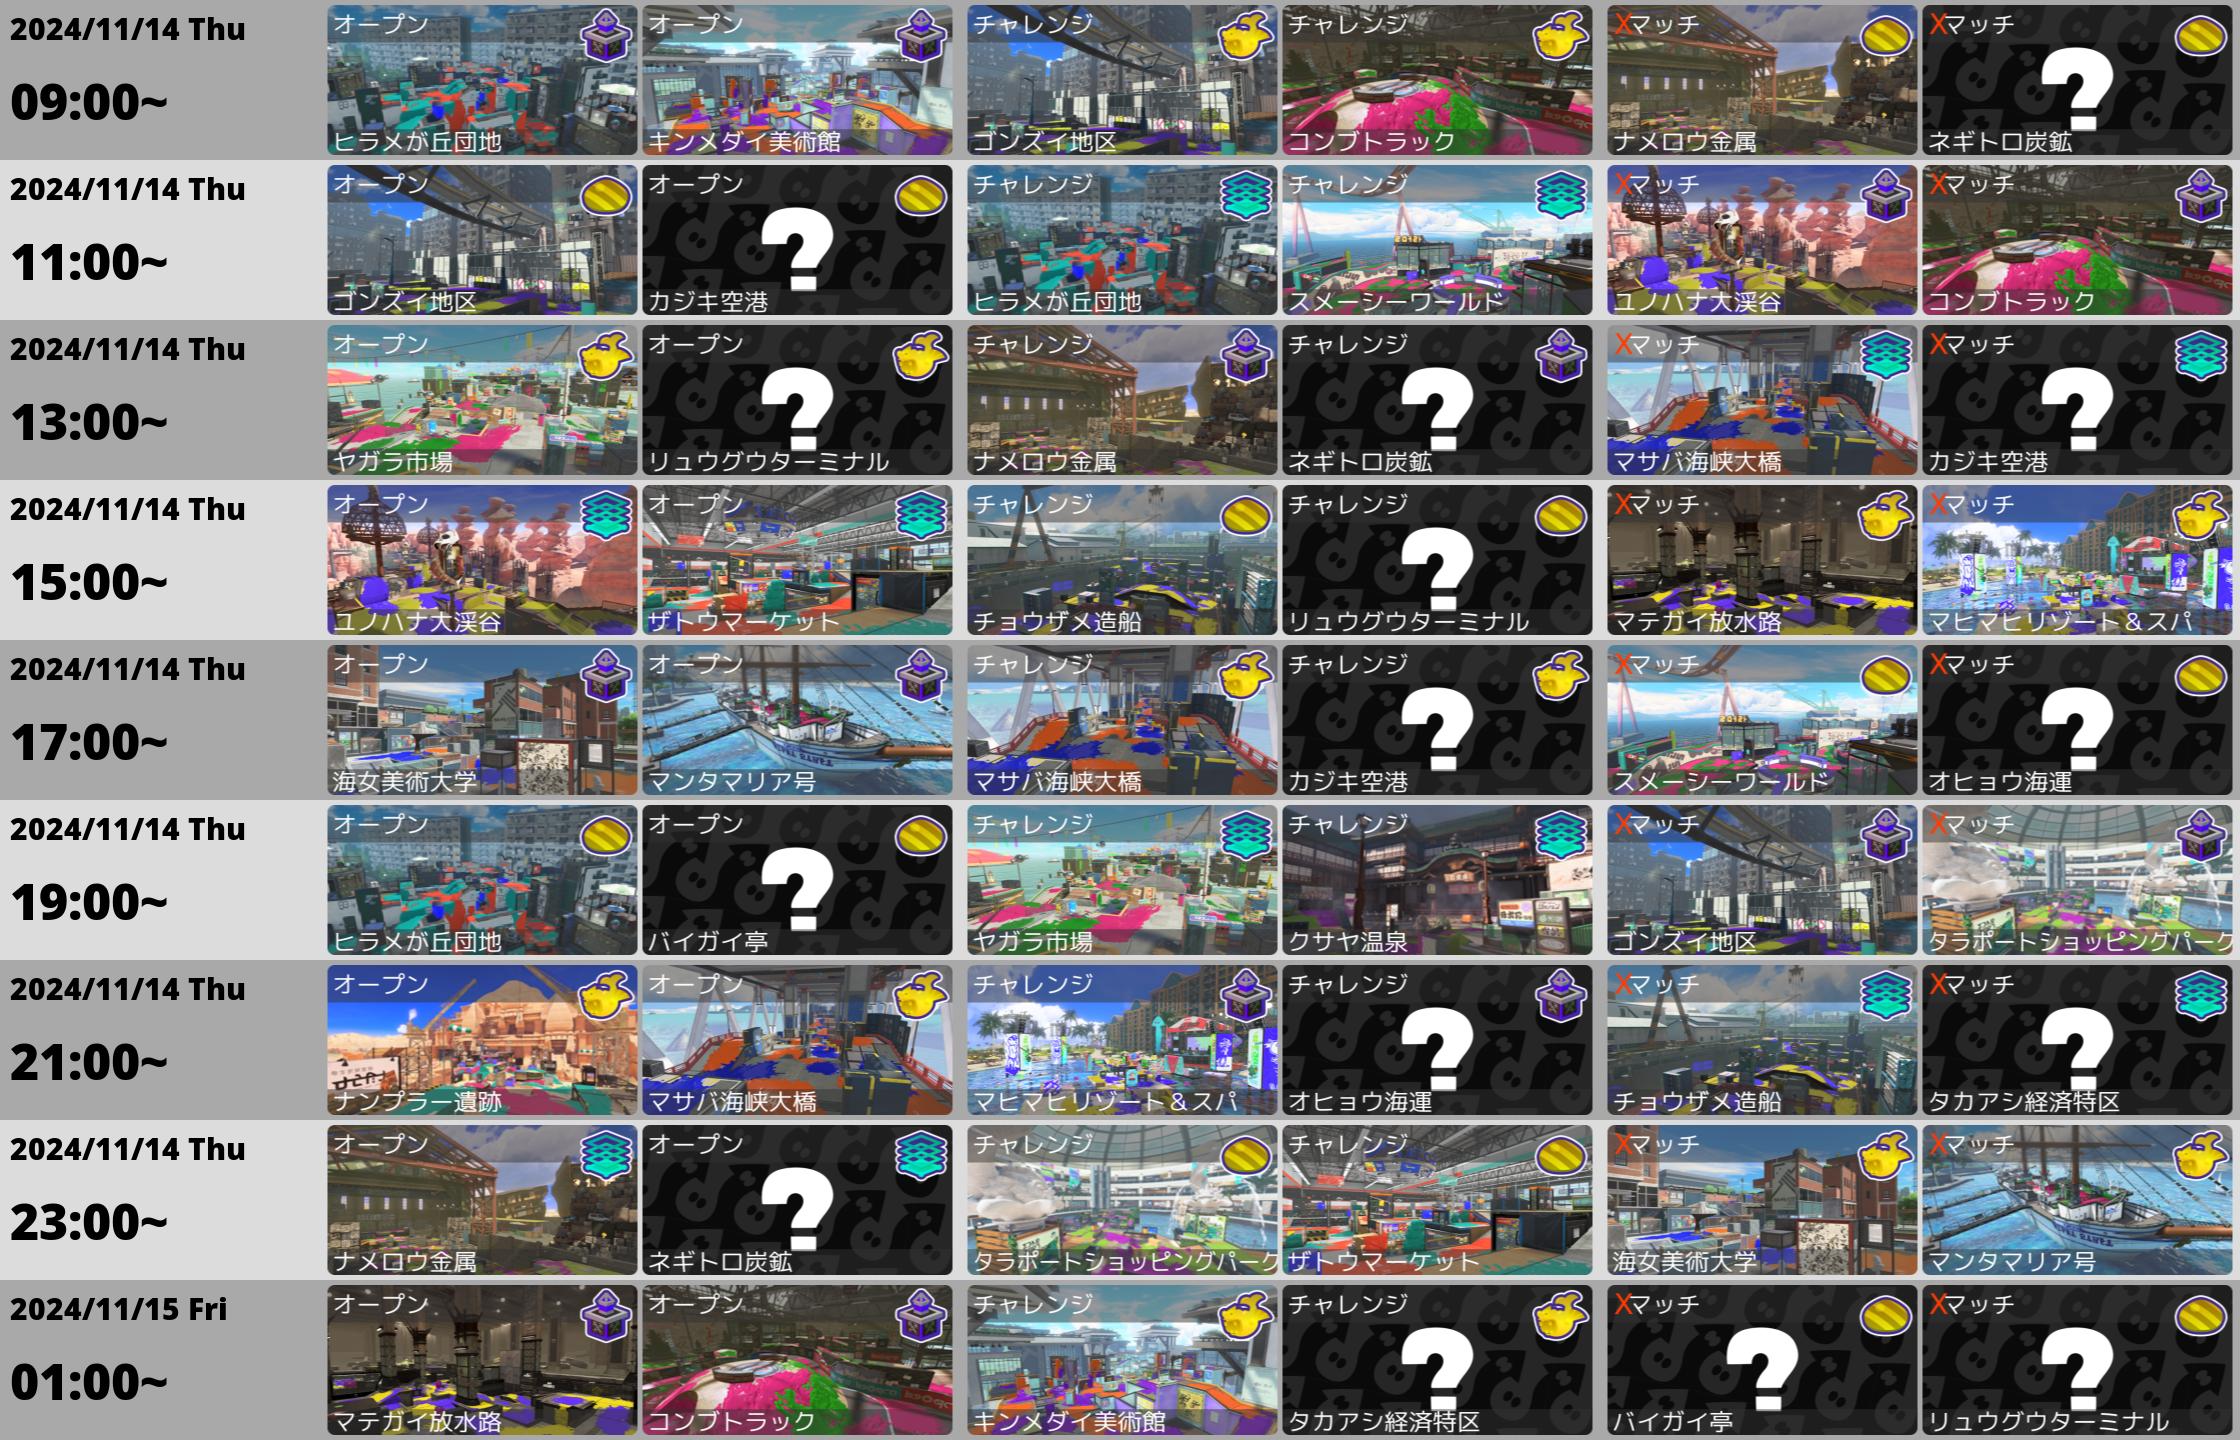 2024/11/14 Thu
09:00~
オープン
ヒラメが丘団地
オープン
キンメダイ美術館
チャレンジ
ゴンズイ地区
チャレンジ
コンブトラック
Xマッチ
ナメロウ金属
Xマッチ
?
ネギトロ炭鉱
2024/11/14 Thu
11:00~
オープン
ゴンズイ地区
オープン
?
カジキ空港
チャレンジ
ヒラメが丘団地
チャレンジ
スメーシーワールド
Xマッチ
ユノハナ大渓谷
Xマッチ
コンブトラック
2024/11/14 Thu
13:00~
オープン
ヤガラ市場
オープン
?
リュウグウターミナル
チャレンジ
ナメロウ金属
チャレンジ
?
ネギトロ炭鉱
Xマッチ
マサバ海峡大橋
Xマッチ
?
カジキ空港
2024/11/14 Thu
15:00~
オープン
ユノハナ大渓谷
オープン
ザトウマーケット
チャレンジ
チョウザメ造船
チャレンジ
?
リュウグウターミナル
Xマッチ
マテガイ放水路
Xマッチ
マヒマヒリゾート＆スパ
2024/11/14 Thu
17:00~
オープン
海女美術大学
オープン
マンタマリア号
チャレンジ
マサバ海峡大橋
チャレンジ
?
カジキ空港
Xマッチ
スメーシーワールド
Xマッチ
?
オヒョウ海運
2024/11/14 Thu
19:00~
オープン
ヒラメが丘団地
オープン
?
バイガイ亭
チャレンジ
ヤガラ市場
チャレンジ
クサヤ温泉
Xマッチ
ゴンズイ地区
Xマッチ
タラポートショッピングパーク
2024/11/14 Thu
21:00~
オープン
ナンプラー遺跡
オープン
マサバ海峡大橋
チャレンジ
マヒマヒリゾート＆スパ
チャレンジ
?
オヒョウ海運
Xマッチ
チョウザメ造船
Xマッチ
?
タカアシ経済特区
2024/11/14 Thu
23:00~
オープン
ナメロウ金属
オープン
?
ネギトロ炭鉱
チャレンジ
タラポートショッピングパーク
チャレンジ
ザトウマーケット
Xマッチ
海女美術大学
Xマッチ
マンタマリア号
2024/11/15 Fri
01:00~
オープン
マテガイ放水路
オープン
コンブトラック
チャレンジ
キンメダイ美術館
チャレンジ
?
タカアシ経済特区
Xマッチ
?
バイガイ亭
Xマッチ
?
リュウグウターミナル